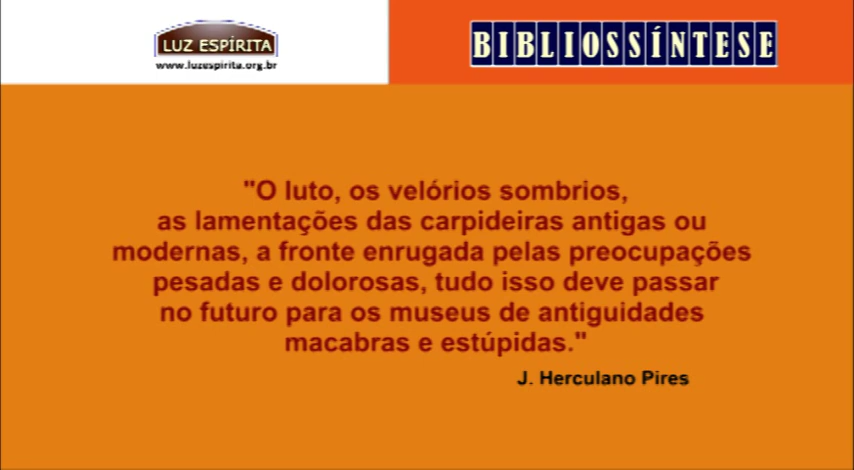 LUZ ESPÍRITA
www.luzespirita.org.br
BIBLIOSSÍNTESE
"O luto, os velórios sombrios,
as lamentações das carpideiras antigas ou
modernas, a fronte enrugada pelas preocupações
pesadas e dolorosas, tudo isso deve passar
no futuro para os museus de antiguidades
macabras e estúpidas."
J. Herculano Pires